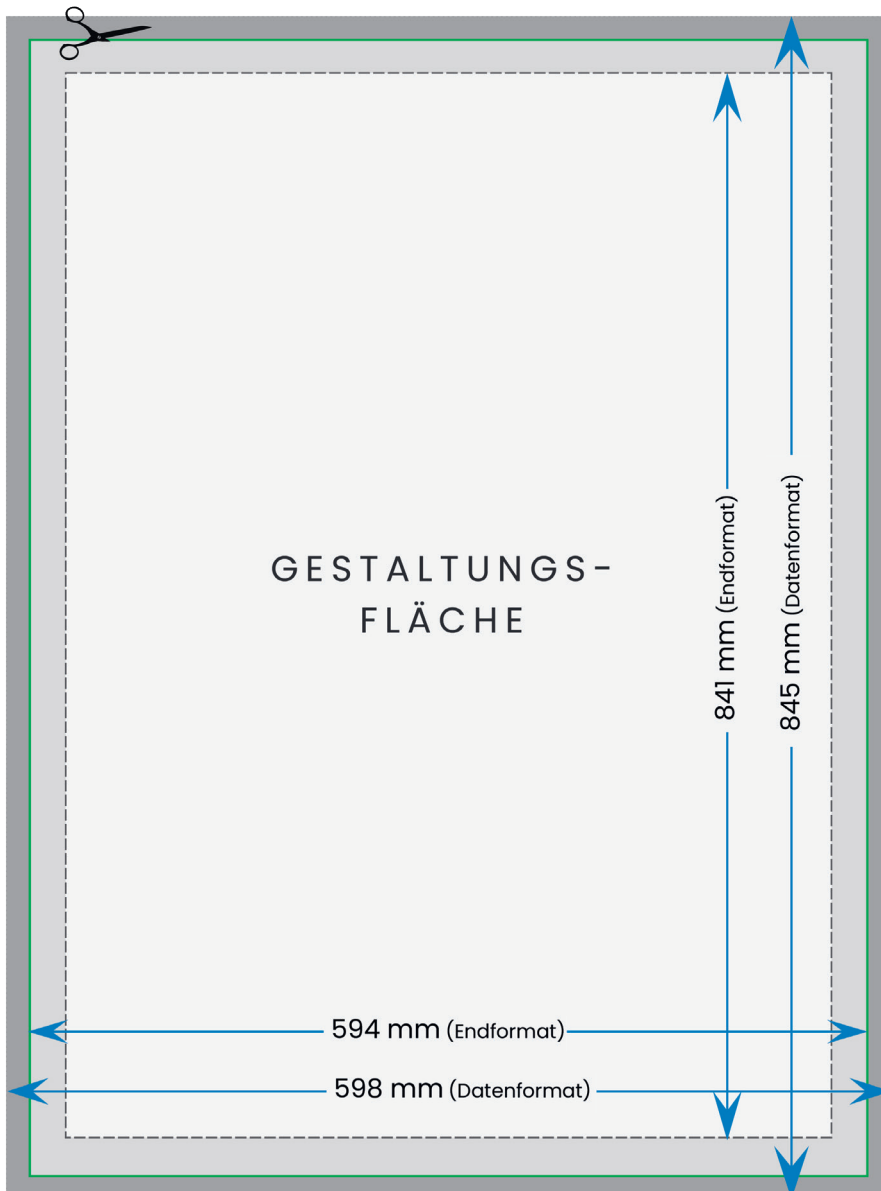 GESTALTUNGS-
FLÄCHE
841 mm (Endformat)
845 mm (Datenformat)
594 mm (Endformat)
598 mm (Datenformat)